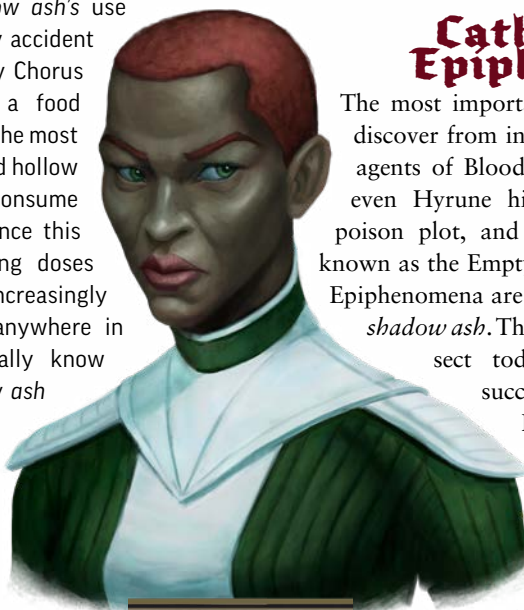 ow ash's use
y accident
y Chorus
a food
he most
d hollow
onsume
nce this
ng doses
ncreasingly
anywhere in
ally know
w ash
Cath
Epiph
The most importa
discover from in
agents of Blood
even Hyrune hi
poison plot, and
known as the Empt
Epiphenomena are
shadow ash. Th
sect tod
succ